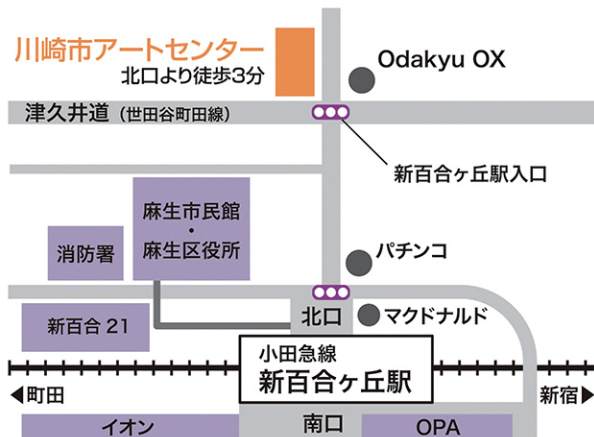 川崎市アートセンター
北口より徒歩3分
Odakyu OX
津久井道（世田谷町田線）
新百合ヶ丘駅入口
麻生市民館
・
麻生区役所
消防署
パチンコ
新百合 21
北口
マクドナルド
小田急線
新百合ヶ丘駅
◀町田
新宿▶
イオン
南口
OPA